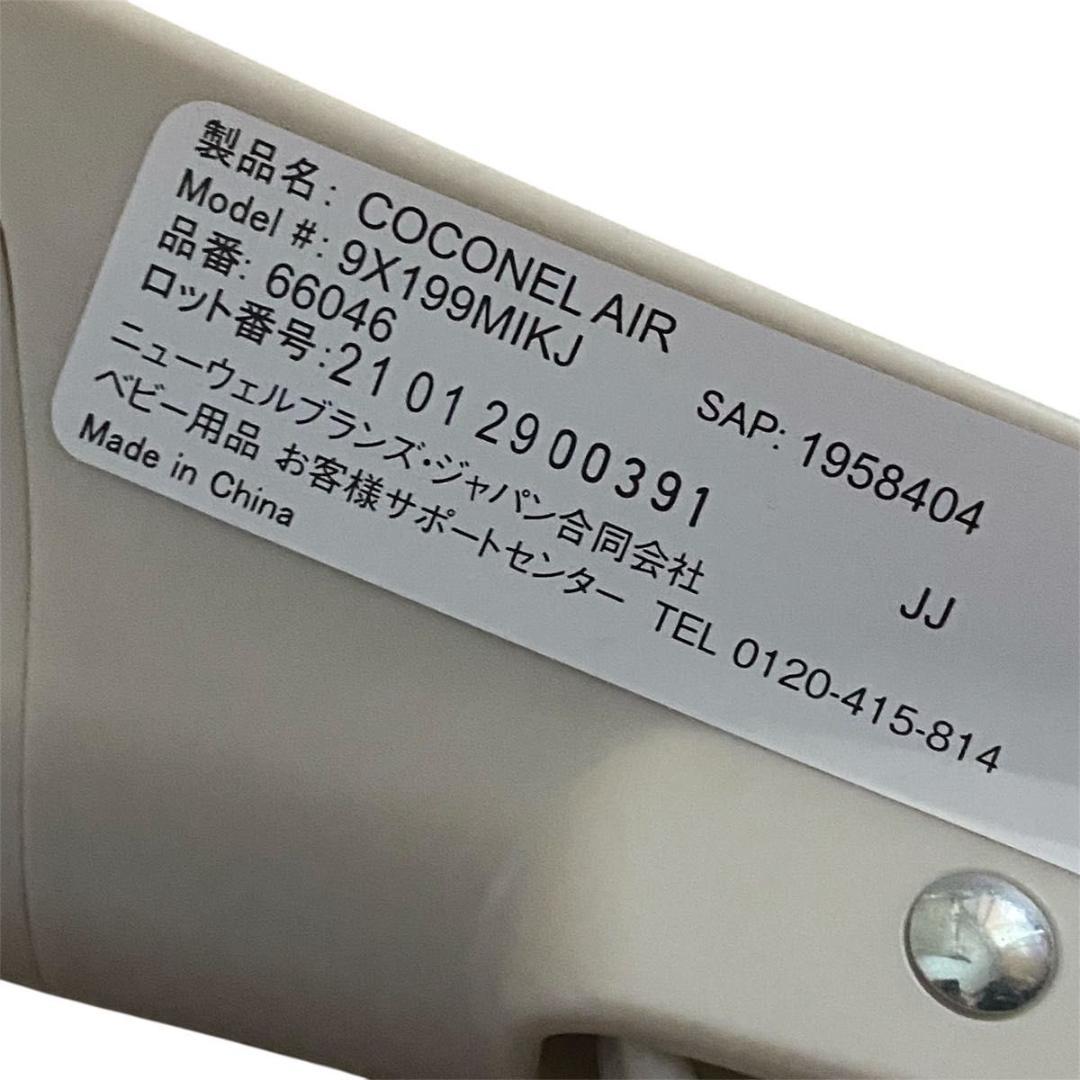 製品名: COCONEL AIR
Model #: 9X199MIKJ SAP: 1958404
品番: 66046
ロット番号:21 01 2900391 JJ
ニューウェルブランズ・ジャパン合同会社
ベビー用品 お客様サポートセンター TEL 0120-415-814
Made in China